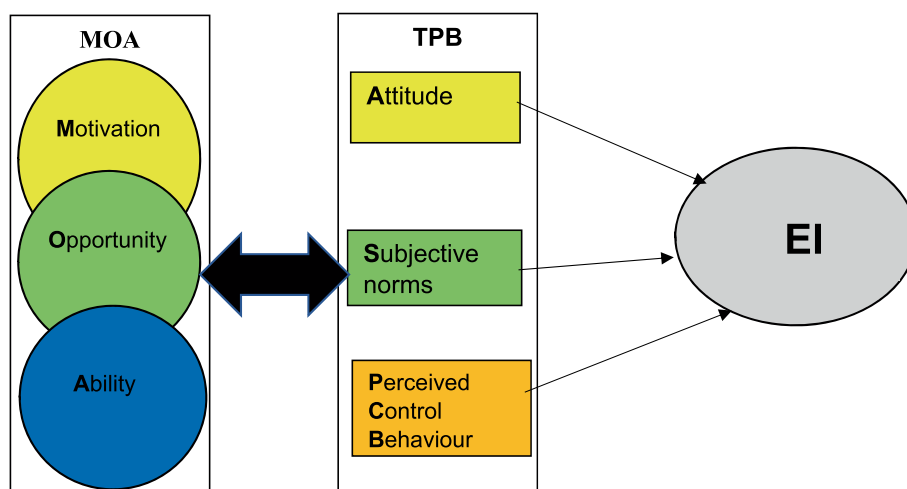 MOA
Motivation
Opportunity
Ability
TPB
Attitude
Subjective
norms
Perceived
Control
Behaviour
EI